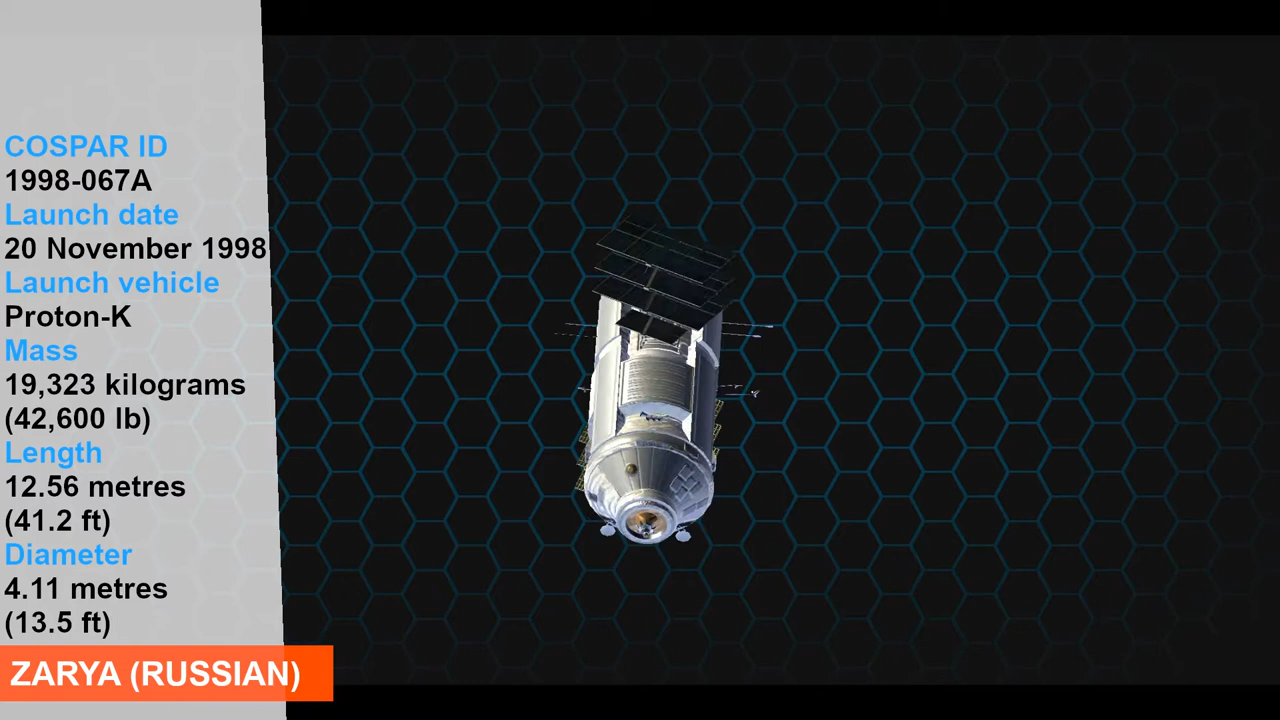 COSPAR ID
1998-067A
Launch date
20 November 1998
Launch vehicle
Proton-K
Mass
19,323 kilograms
(42,600 lb)
Length
12.56 metres
(41.2 ft)
Diameter
4.11 metres
(13.5 ft)
ZARYA (RUSSIAN)